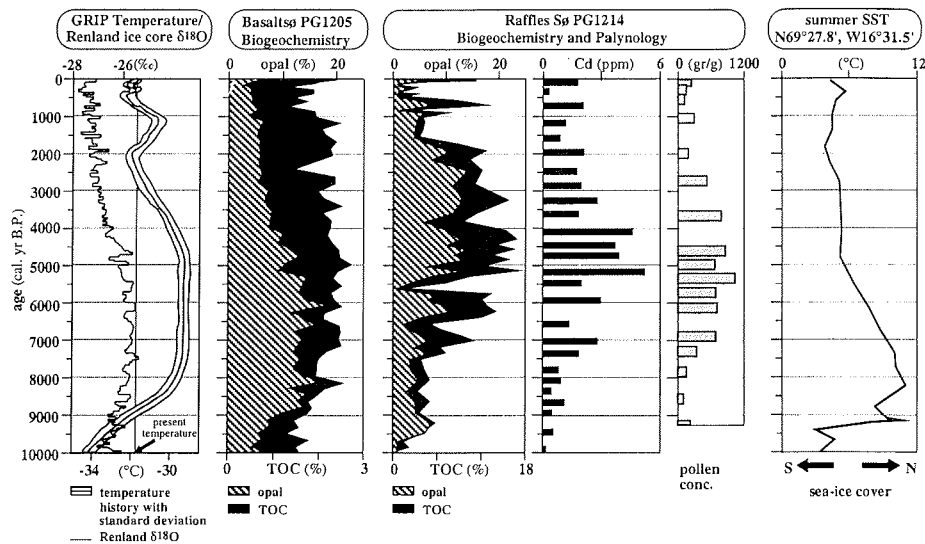 GRIP Temperature/
Renland ice core δ18O
Basaltsø PG1205
Biogeochemistry
Raffles Sø PG1214
Biogeochemistry and Palynology
summer SST
N69°27.8', W16°31.5'
-28 -26(‰)
0 opal (%) 20
0 opal (%) 20
0 Cd (ppm) 6
0 (gr/g) 1200
0 (°C) 12
age (cal. yr B.P.)
0
1000
2000
3000
4000
5000
6000
7000
8000
9000
10000
present
temperature
-34 (°C) -30
0 TOC (%) 3
0 TOC (%) 18
pollen
conc.
S N
sea-ice cover
temperature
history with
standard deviation
Renland δ18O
opal
TOC
opal
TOC